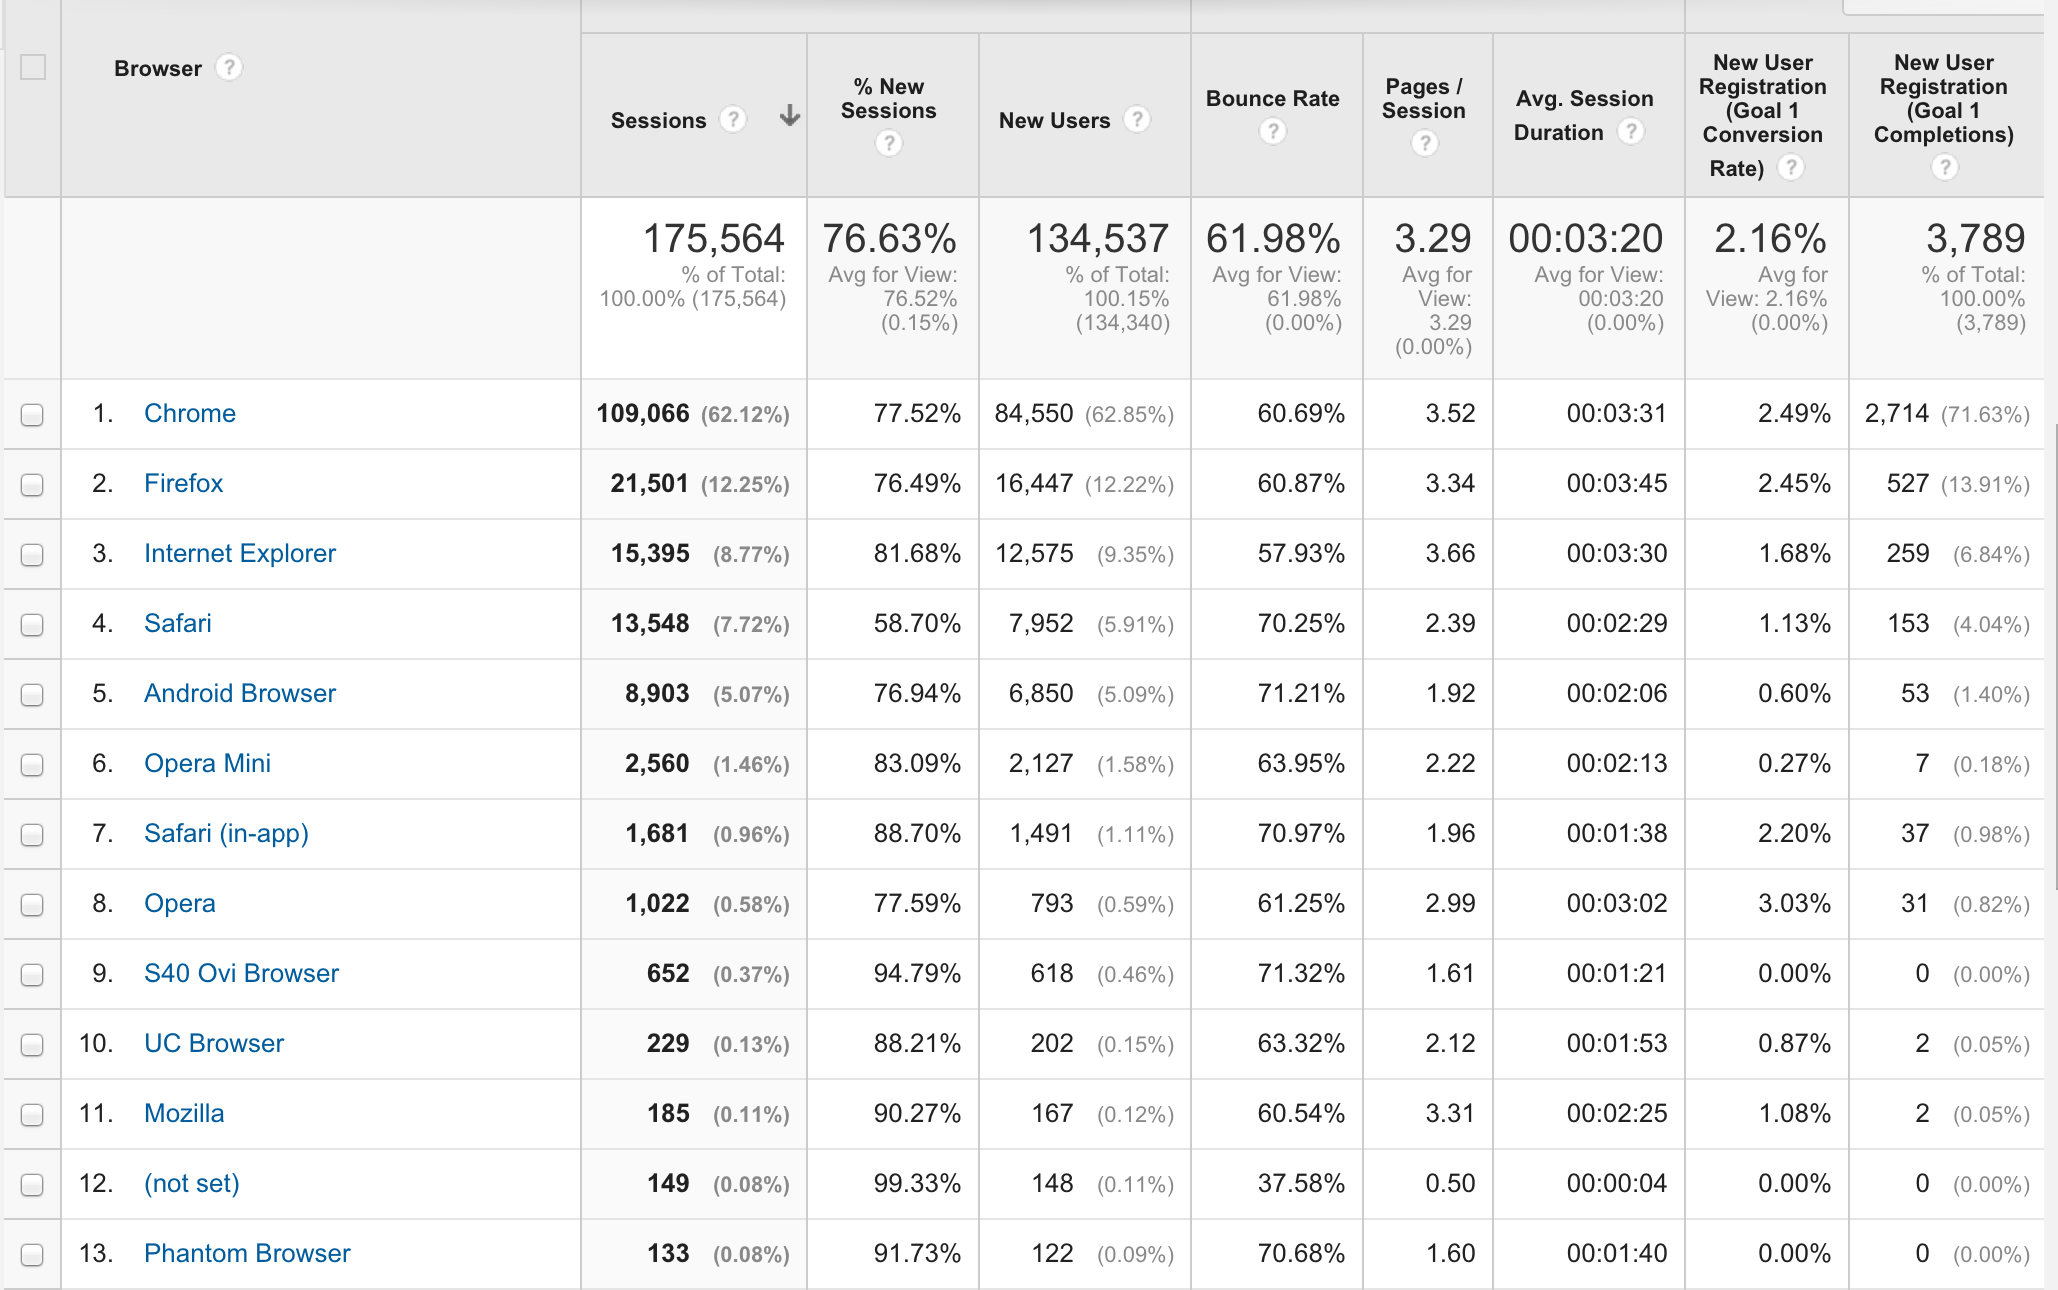 Browser ?
Sessions ?
% New
Sessions
?
New Users ?
Bounce Rate
?
Pages /
Session
?
Avg. Session
Duration ?
New User
Registration
(Goal 1
Conversion
Rate) ?
New User
Registration
(Goal 1
Completions)
?
175,564
% of Total:
100.00% (175,564)
76.63%
Avg for View:
76.52%
(0.15%)
134,537
% of Total:
100.15%
(134,340)
61.98%
Avg for View:
61.98%
(0.00%)
3.29
Avg for
View:
3.29
(0.00%)
00:03:20
Avg for View:
00:03:20
(0.00%)
2.16%
Avg for
View: 2.16%
(0.00%)
3,789
% of Total:
100.00%
(3,789)
1. Chrome 109,066 (62.12%) 77.52% 84,550 (62.85%) 60.69% 3.52 00:03:31 2.49% 2,714 (71.63%)
2. Firefox 21,501 (12.25%) 76.49% 16,447 (12.22%) 60.87% 3.34 00:03:45 2.45% 527 (13.91%)
3. Internet Explorer 15,395 (8.77%) 81.68% 12,575 (9.35%) 57.93% 3.66 00:03:30 1.68% 259 (6.84%)
4. Safari 13,548 (7.72%) 58.70% 7,952 (5.91%) 70.25% 2.39 00:02:29 1.13% 153 (4.04%)
5. Android Browser 8,903 (5.07%) 76.94% 6,850 (5.09%) 71.21% 1.92 00:02:06 0.60% 53 (1.40%)
6. Opera Mini 2,560 (1.46%) 83.09% 2,127 (1.58%) 63.95% 2.22 00:02:13 0.27% 7 (0.18%)
7. Safari (in-app) 1,681 (0.96%) 88.70% 1,491 (1.11%) 70.97% 1.96 00:01:38 2.20% 37 (0.98%)
8. Opera 1,022 (0.58%) 77.59% 793 (0.59%) 61.25% 2.99 00:03:02 3.03% 31 (0.82%)
9. S40 Ovi Browser 652 (0.37%) 94.79% 618 (0.46%) 71.32% 1.61 00:01:21 0.00% 0 (0.00%)
10. UC Browser 229 (0.13%) 88.21% 202 (0.15%) 63.32% 2.12 00:01:53 0.87% 2 (0.05%)
11. Mozilla 185 (0.11%) 90.27% 167 (0.12%) 60.54% 3.31 00:02:25 1.08% 2 (0.05%)
12. (not set) 149 (0.08%) 99.33% 148 (0.11%) 37.58% 0.50 00:00:04 0.00% 0 (0.00%)
13. Phantom Browser 133 (0.08%) 91.73% 122 (0.09%) 70.68% 1.60 00:01:40 0.00% 0 (0.00%)